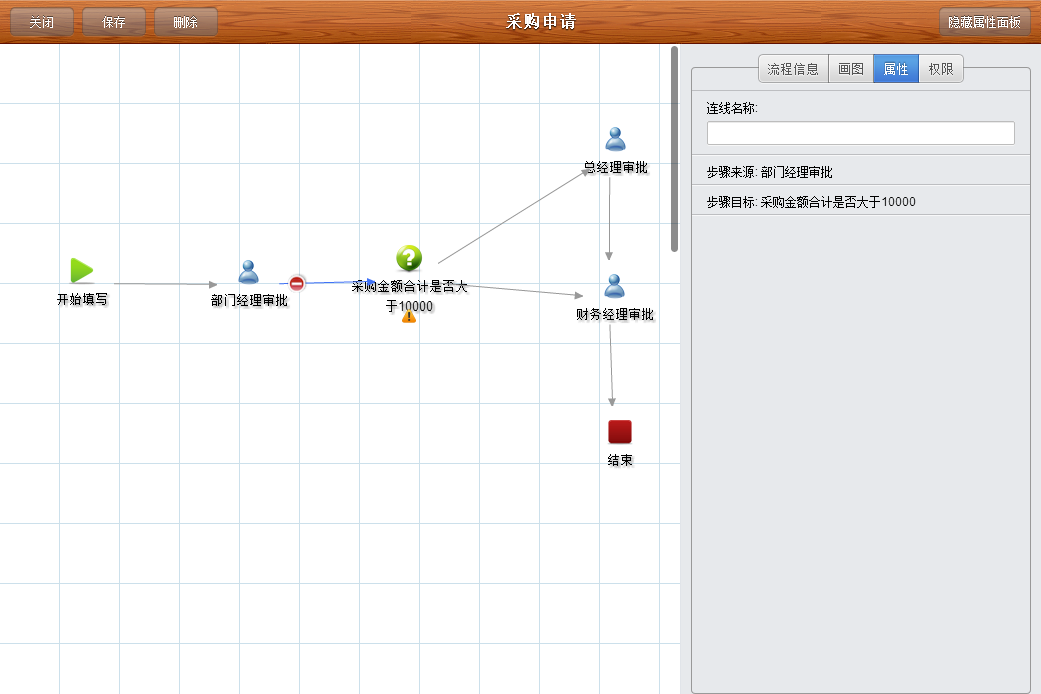 关闭
保存
删除
采购申请
隐藏属性面板
流程信息
画图
属性
权限
连线名称:
步骤来源: 部门经理审批
步骤目标: 采购金额合计是否大于10000
总经理审批
开始填写
部门经理审批
采购金额合计是否大
于10000
财务经理审批
结束